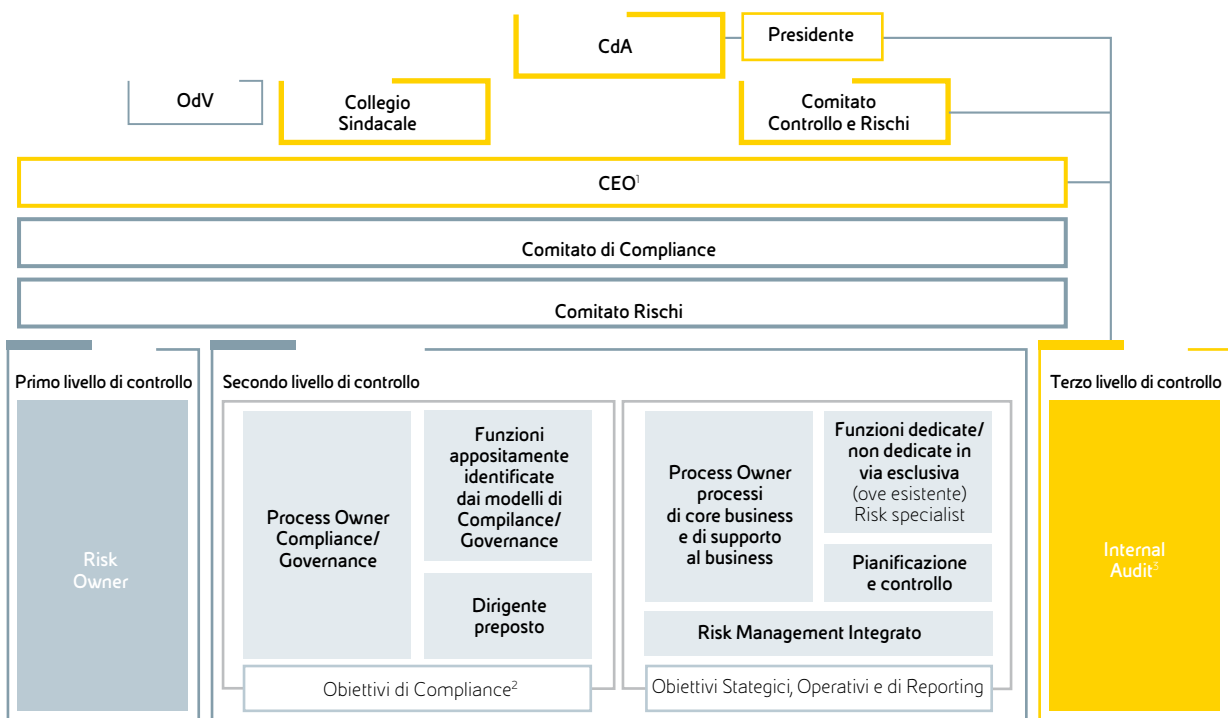 CdA
Presidente
OdV
Collegio
Sindacale
Comitato
Controllo e Rischi
CEO¹
Comitato di Compliance
Comitato Rischi
Primo livello di controllo
Risk
Owner
Secondo livello di controllo
Process Owner
Compliance/
Governance
Funzioni
appositamente
identificate
dai modelli di
Compilance/
Governance
Dirigente
preposto
Obiettivi di Compliance²
Process Owner
processi
di core business
e di supporto
al business
Funzioni dedicate/
non dedicate in
via esclusiva
(ove esistente)
Risk specialist
Pianificazione
e controllo
Risk Management Integrato
Obiettivi Stategici, Operativi e di Reporting
Terzo livello di controllo
Internal
Audit³